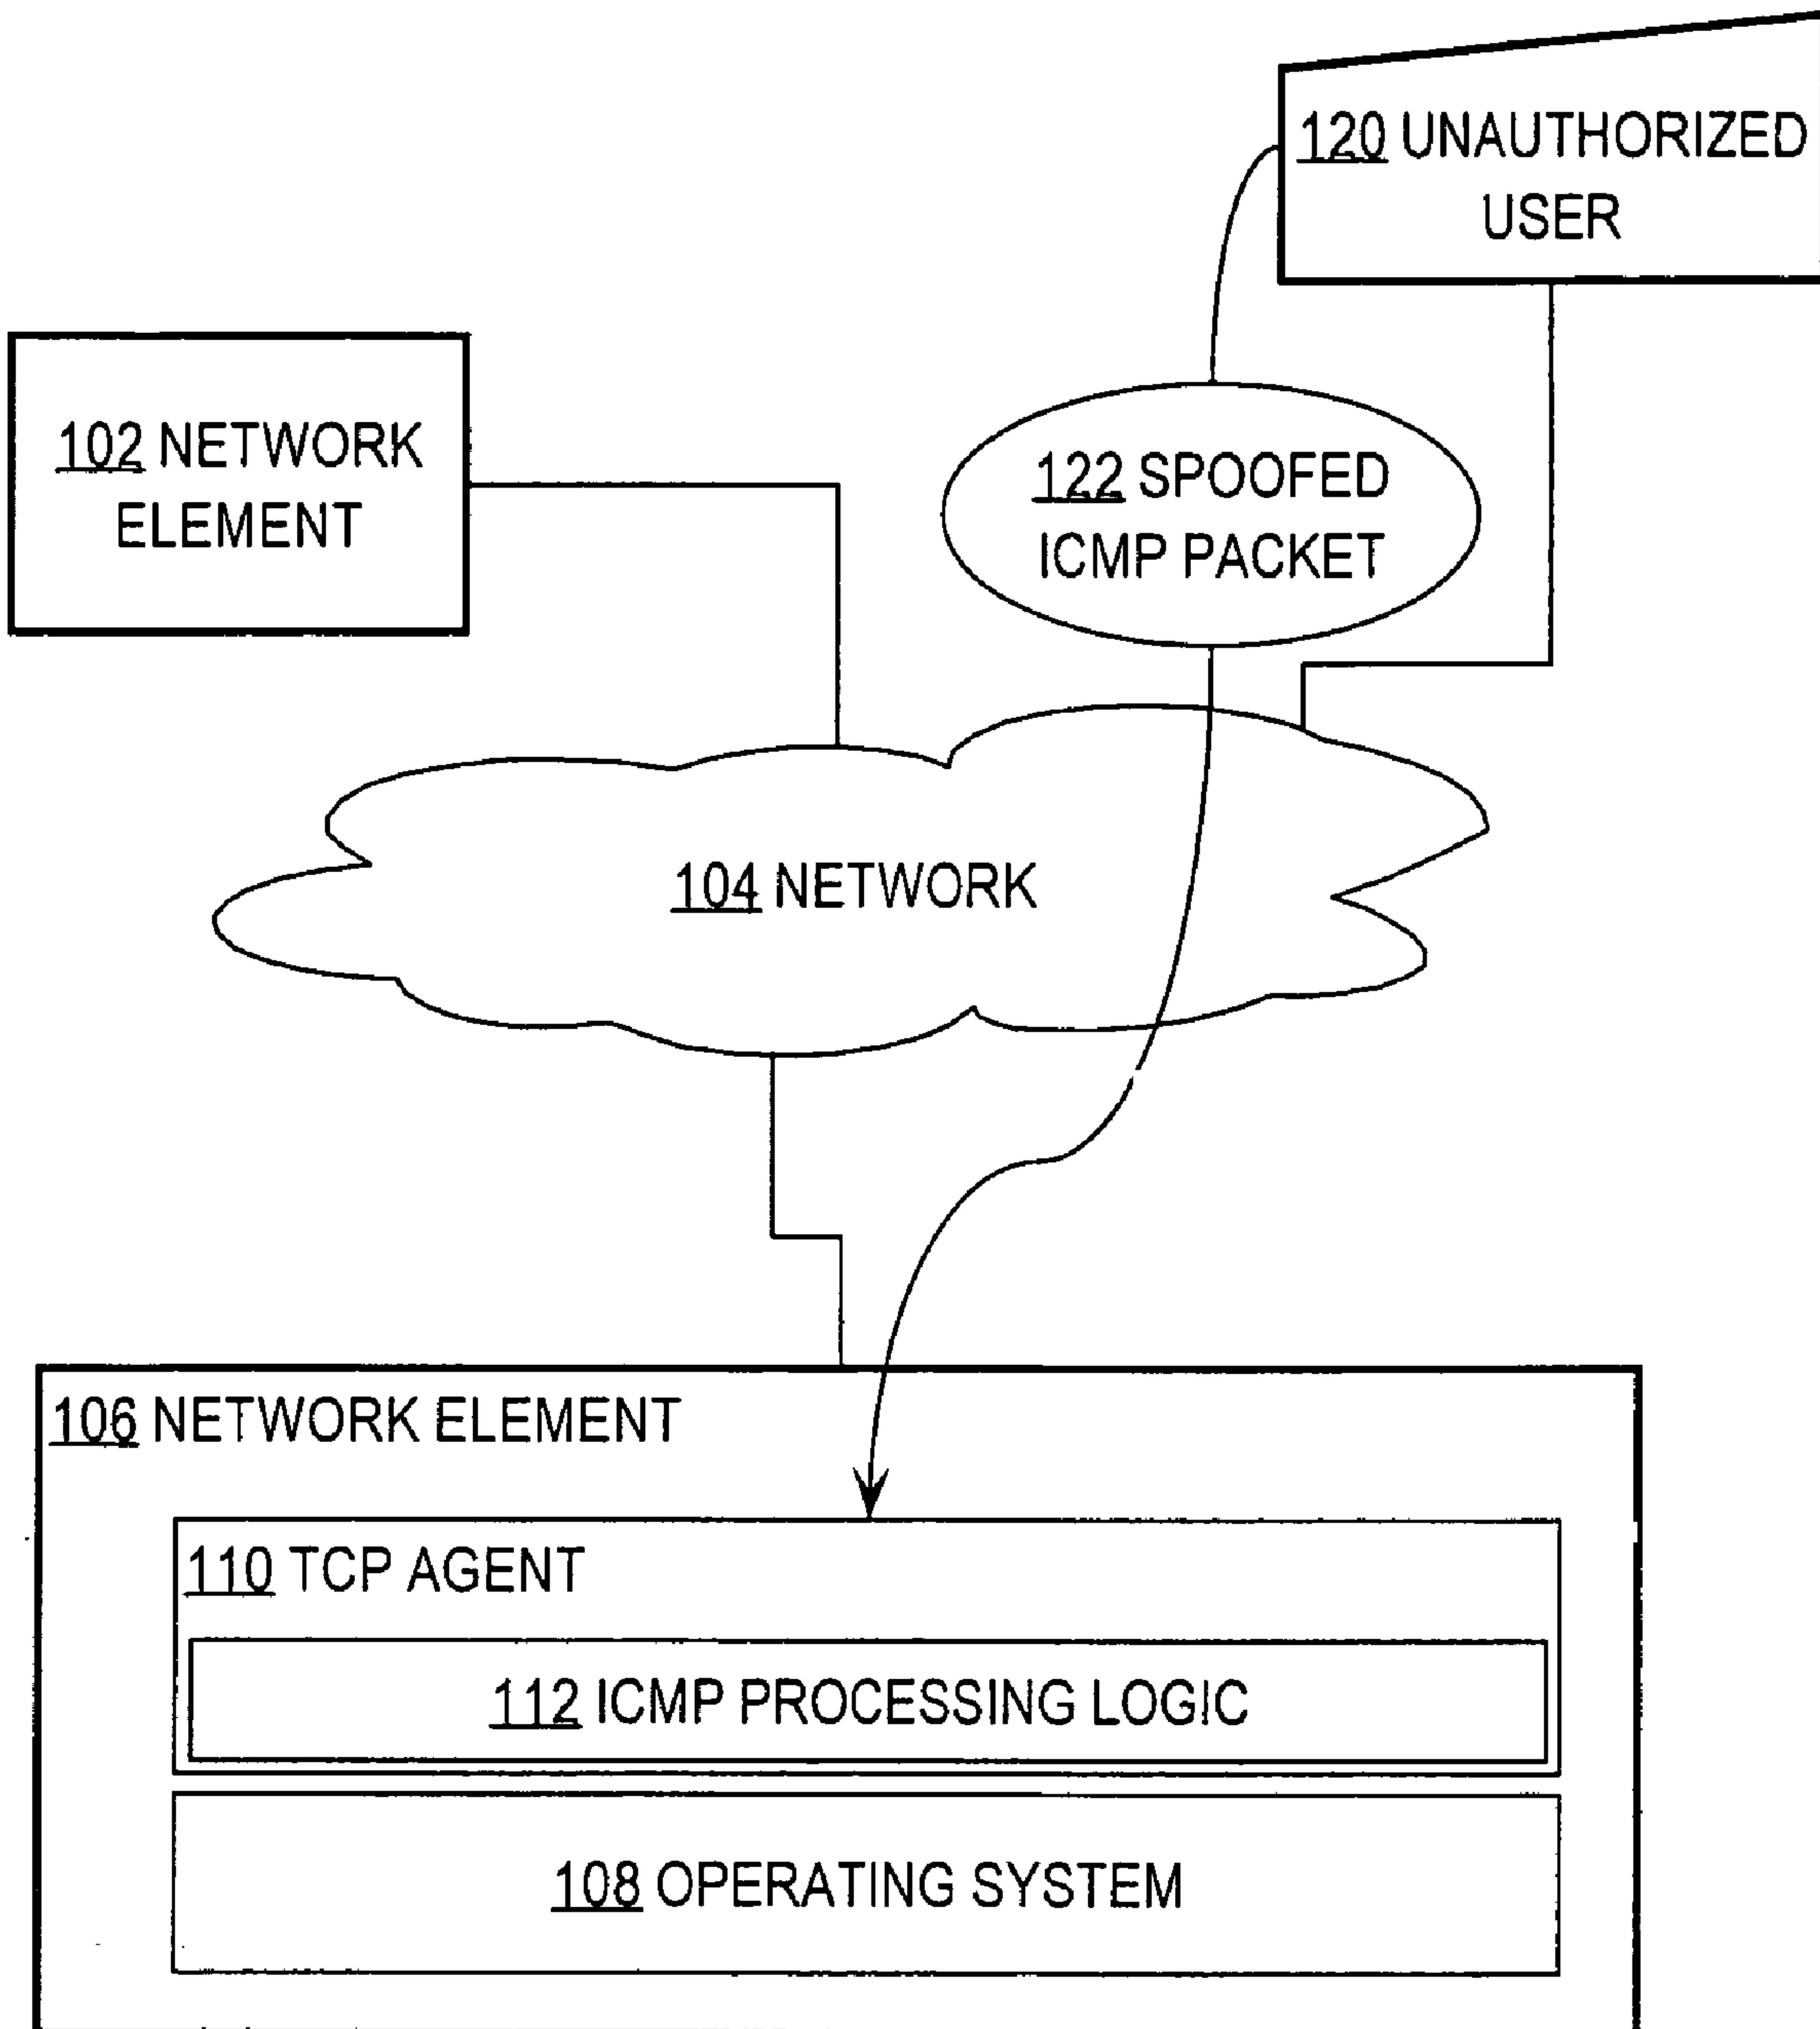 120 UNAUTHORIZED
USER
102 NETWORK
ELEMENT
122 SPOOFED
ICMP PACKET
104 NETWORK
106 NETWORK ELEMENT
110 TCP AGENT
112 ICMP PROCESSING LOGIC
108 OPERATING SYSTEM